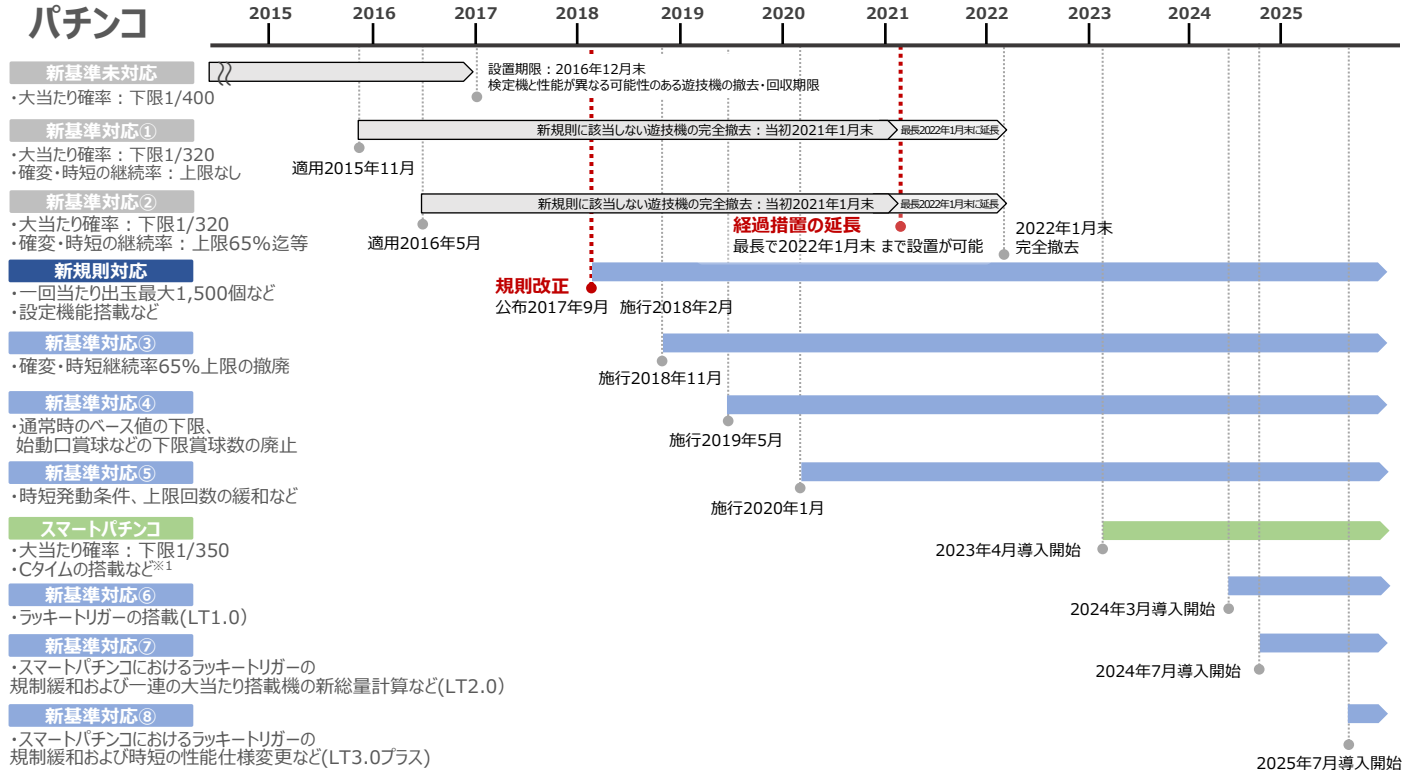 パチンコ
2015 2016 2017 2018 2019 2020 2021 2022 2023 2024 2025
新基準未対応
・大当たり確率：下限1/400
設置期限：2016年12月末
検定機と性能が異なる可能性のある遊技機の撤去・回収期限
新基準対応①
・大当たり確率：下限1/320
・確変・時短の継続率：上限なし
新規則に該当しない遊技機の完全撤去：当初2021年1月末
最長2022年1月末に延長
適用2015年11月
新基準対応②
・大当たり確率：下限1/320
・確変・時短の継続率：上限65%迄等
新規則に該当しない遊技機の完全撤去：当初2021年1月末
最長2022年1月末に延長
適用2016年5月
経過措置の延長
最長で2022年1月末 まで設置が可能
2022年1月末
完全撤去
新規則対応
・一回当たり出玉最大1,500個など
・設定機能搭載など
規則改正
公布2017年9月 施行2018年2月
新基準対応③
・確変・時短継続率65%上限の撤廃
施行2018年11月
新基準対応④
・通常時のベース値の下限、
始動口賞球などの下限賞球数の廃止
施行2019年5月
新基準対応⑤
・時短発動条件、上限回数の緩和など
施行2020年1月
スマートパチンコ
・大当たり確率：下限1/350
・Cタイムの搭載など※1
2023年4月導入開始
新基準対応⑥
・ラッキートリガーの搭載(LT1.0)
2024年3月導入開始
新基準対応⑦
・スマートパチンコにおけるラッキートリガーの
規制緩和および一連の大当たり搭載機の新総量計算など(LT2.0)
2024年7月導入開始
新基準対応⑧
・スマートパチンコにおけるラッキートリガーの
規制緩和および時短の性能仕様変更など(LT3.0プラス)
2025年7月導入開始